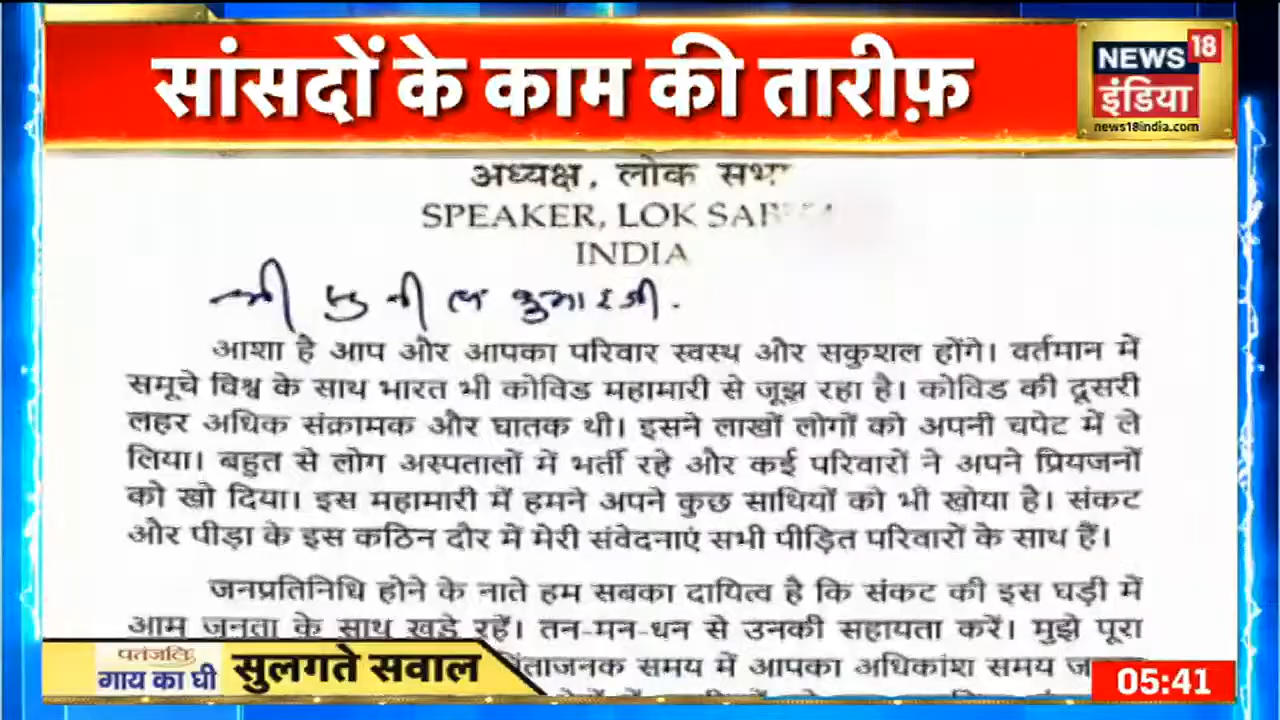 सांसदों के काम की तारीफ़
NEWS 18
इंडिया
news18india.com
अध्यक्ष, लोक सभा
SPEAKER, LOK
INDIA
श्री सुनील कुमार जी.
आशा है आप और आपका परिवार स्वस्थ और सकुशल होंगे। वर्तमान में
समूचे विश्व के साथ भारत भी कोविड महामारी से जूझ रहा है। कोविड की दूसरी
लहर अधिक संक्रामक और घातक थी। इसने लाखों लोगों को अपनी चपेट में ले
लिया। बहुत से लोग अस्पतालों में भर्ती रहे और कई परिवारों ने अपने प्रियजनों
को खो दिया। इस महामारी में हमने अपने कुछ साथियों को भी खोया है। संकट
और पीड़ा के इस कठिन दौर में मेरी संवेदनाएं सभी पीड़ित परिवारों के साथ हैं।
जनप्रतिनिधि होने के नाते हम सबका दायित्व है कि संकट की इस घड़ी में
आम जनता के साथ खड़े रहें। तन-मन-धन से उनकी सहायता करें। मुझे पूरा
समय में आपका अधिकांश समय
पतंजलि
गाय का घी
सुलगते सवाल
05:41